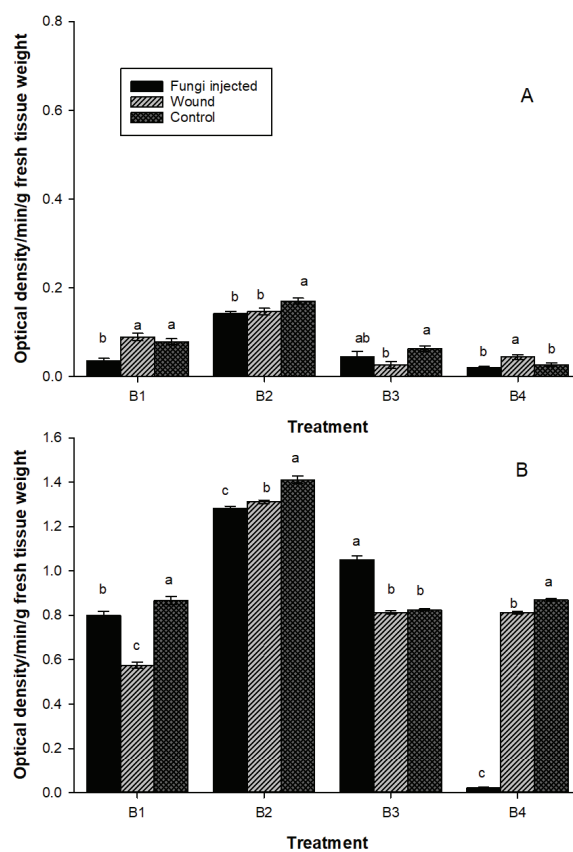 0.8
Fungi injected
Wound
Control
A
0.6
0.4
0.2
0.0
Optical density/min/g fresh tissue weight
b a a
b b a
ab b a
b a b
B1 B2 B3 B4
Treatment
1.6
1.4
1.2
1.0
0.8
0.6
0.4
0.2
0.0
Optical density/min/g fresh tissue weight
B
b c a
c b a
a b b
c b a
B1 B2 B3 B4
Treatment